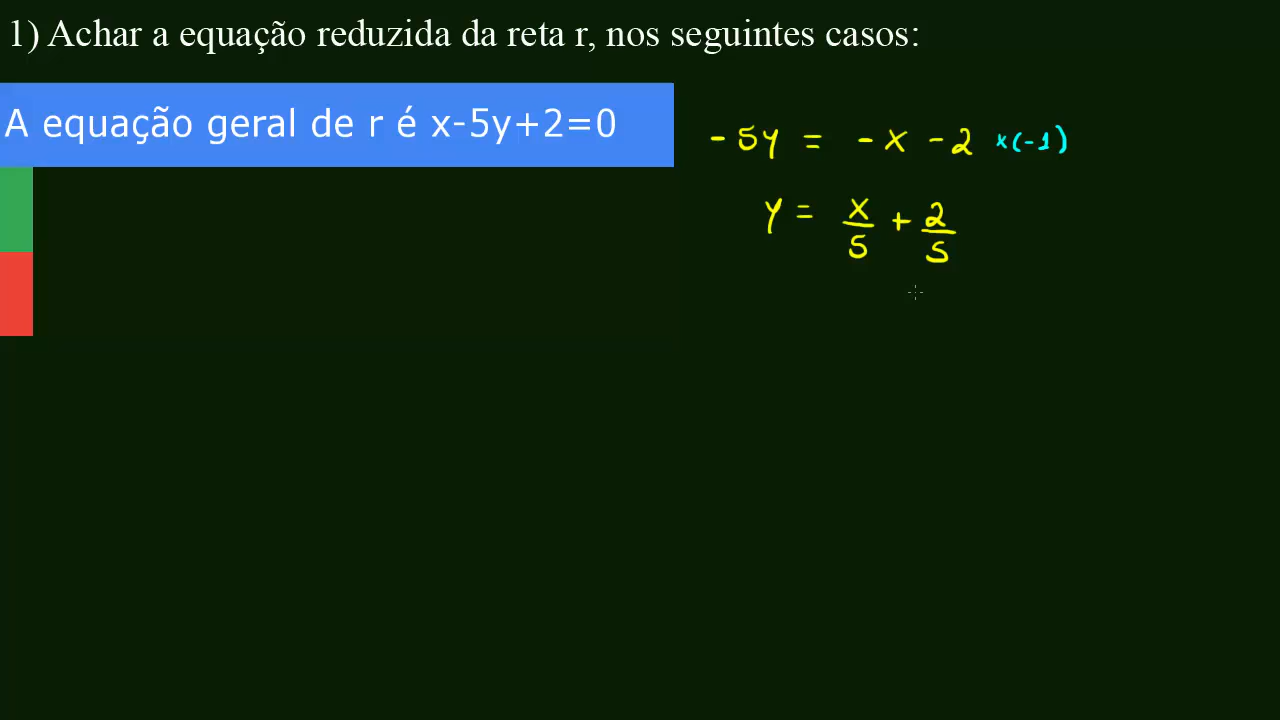 1) Achar a equação reduzida da reta r, nos seguintes casos:
A equação geral de r é x-5y+2=0
- 5y = - x - 2 x(-1)
y = x/5 + 2/5